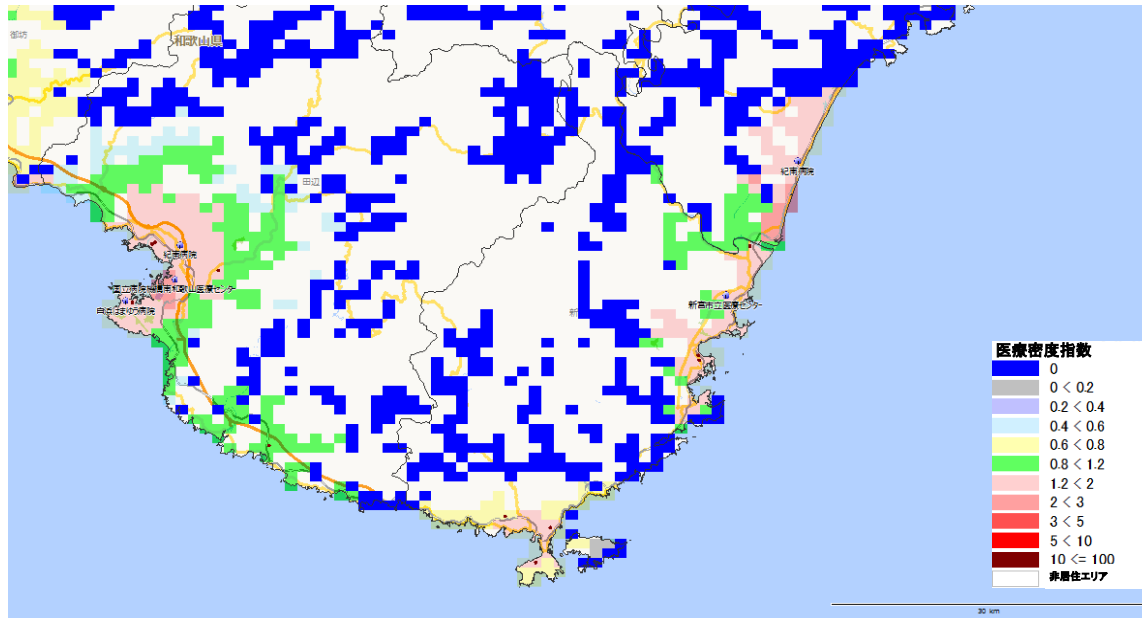 御坊
和歌山県
田辺
紀南病院
紀南病院
国立病院機構南和歌山医療センター
白浜はまゆう病院
新宮市立医療センター
新
医療密度指数
0
0 < 0.2
0.2 < 0.4
0.4 < 0.6
0.6 < 0.8
0.8 < 1.2
1.2 < 2
2 < 3
3 < 5
5 < 10
10 <= 100
非居住エリア
30 km